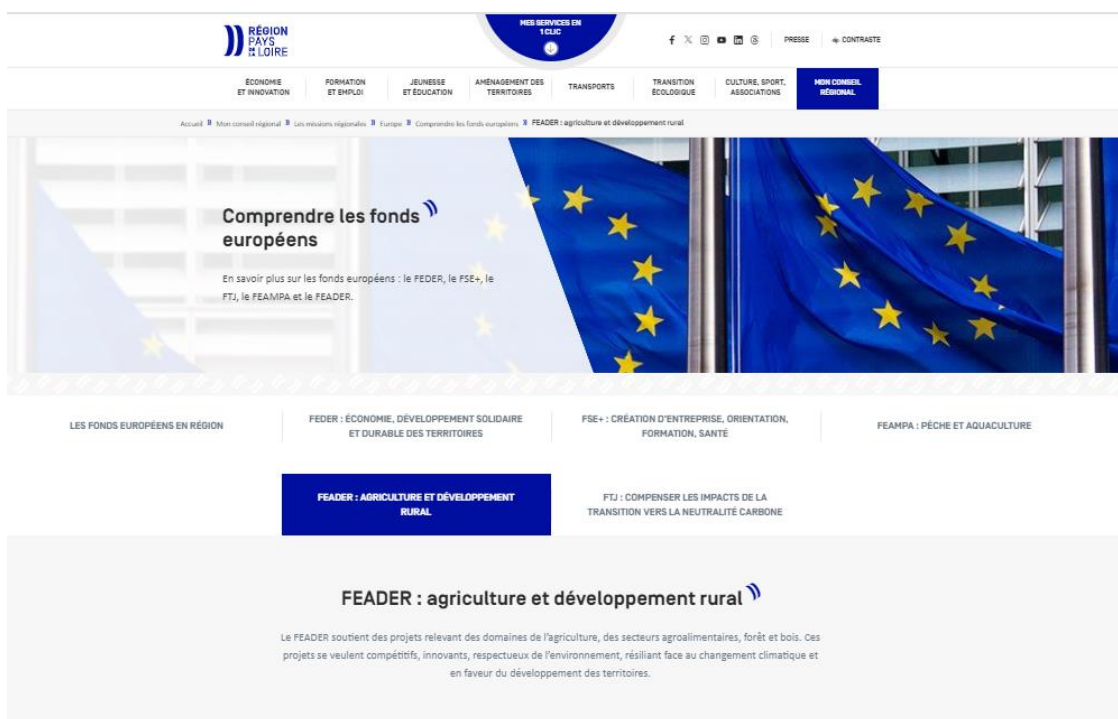 MES SERVICES EN
1 CLIC
RÉGION
PAYS
DE LA LOIRE
PRESSE
CONTRASTE
ÉCONOMIE
ET INNOVATION
FORMATION
ET EMPLOI
JEUNESSE
ET ÉDUCATION
AMÉNAGEMENT DES
TERRITOIRES
TRANSPORTS
TRANSITION
ÉCOLOGIQUE
CULTURE, SPORT,
ASSOCIATIONS
MON CONSEIL
RÉGIONAL
Accueil Mon conseil régional Les missions régionales Europe Comprendre les fonds européens FEADER : agriculture et développement rural
Comprendre les fonds
européens
En savoir plus sur les fonds européens : le FEDER, le FSE+, le
FTJ, le FEAMPA et le FEADER.
LES FONDS EUROPÉENS EN RÉGION
FEDER : ÉCONOMIE, DÉVELOPPEMENT SOLIDAIRE
ET DURABLE DES TERRITOIRES
FSE+ : CRÉATION D'ENTREPRISE, ORIENTATION,
FORMATION, SANTÉ
FEAMPA : PÊCHE ET AQUACULTURE
FEADER : AGRICULTURE ET DÉVELOPPEMENT
RURAL
FTJ : COMPENSER LES IMPACTS DE LA
TRANSITION VERS LA NEUTRALITÉ CARBONE
FEADER : agriculture et développement rural
Le FEADER soutient des projets relevant des domaines de l'agriculture, des secteurs agroalimentaires, forêt et bois. Ces
projets se veulent compétitifs, innovants, respectueux de l'environnement, résiliant face au changement climatique et
en faveur du développement des territoires.